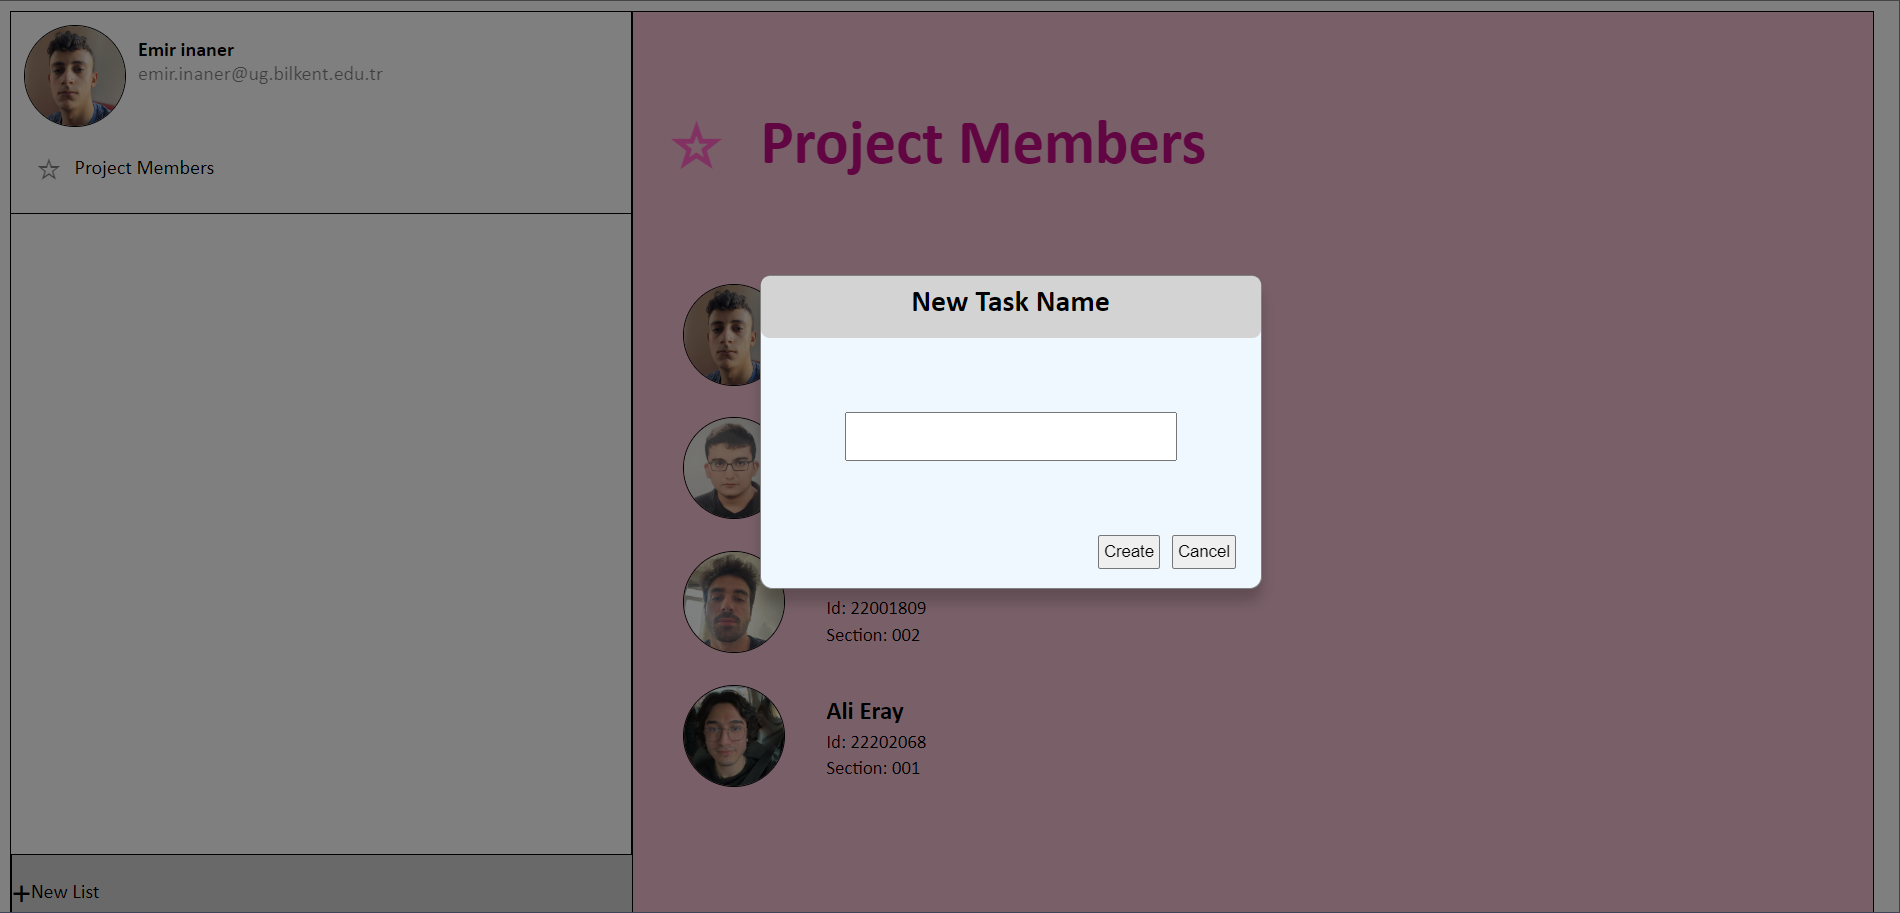 Emir inaner
emir.inaner@ug.bilkent.edu.tr
Project Members
Project Members
New Task Name
Create Cancel
Id: 22001809
Section: 002
Ali Eray
Id: 22202068
Section: 001
+New List